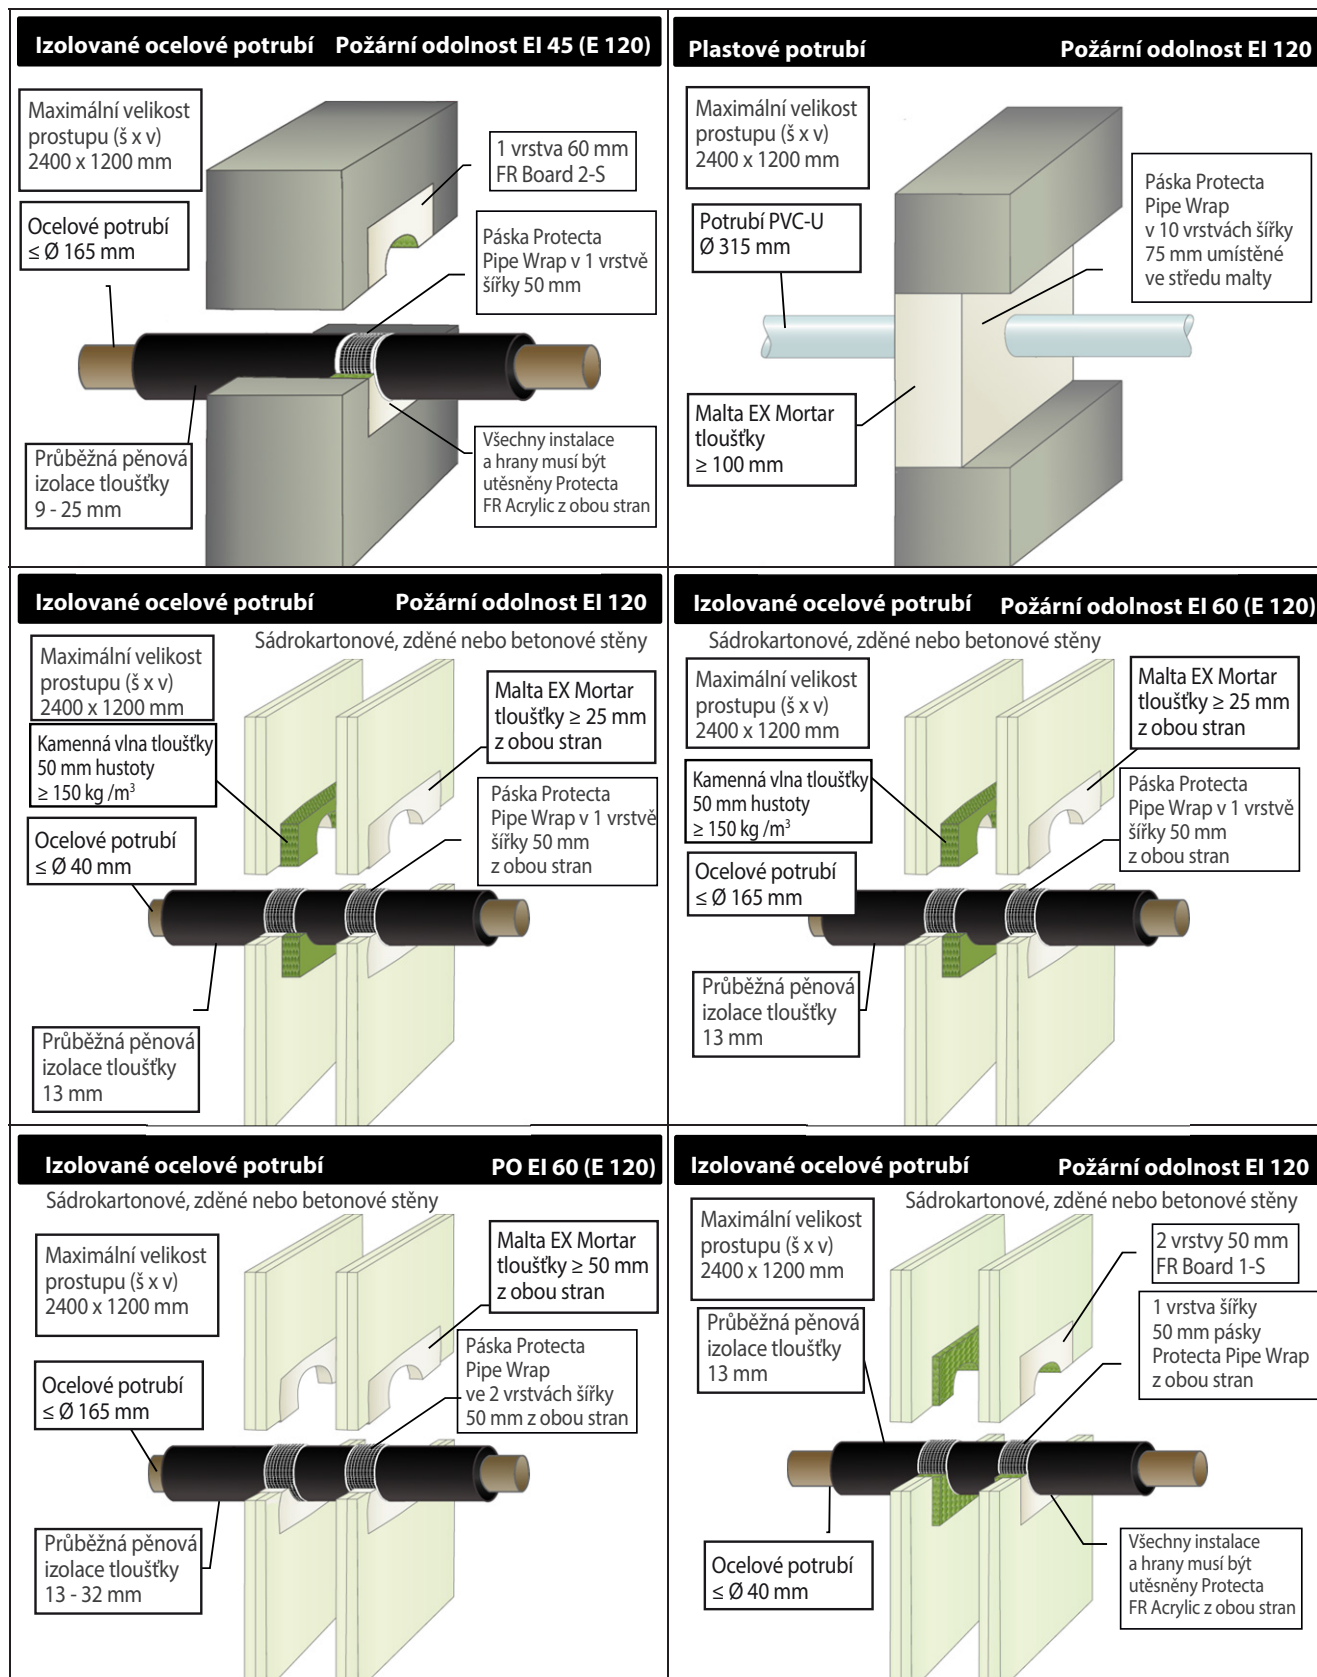 Izolované ocelové potrubí Požární odolnost EI 45 (E 120)
Maximální velikost
prostupu (š x v)
2400 x 1200 mm
1 vrstva 60 mm
FR Board 2-S
Ocelové potrubí
≤ Ø 165 mm
Páska Protecta
Pipe Wrap v 1 vrstvě
šířky 50 mm
Průběžná pěnová
izolace tloušťky
9 - 25 mm
Všechny instalace
a hrany musí být
utěsněny Protecta
FR Acrylic z obou stran
Plastové potrubí Požární odolnost EI 120
Maximální velikost
prostupu (š x v)
2400 x 1200 mm
Páska Protecta
Pipe Wrap
v 10 vrstvách šířky
75 mm umístěné
ve středu malty
Potrubí PVC-U
Ø 315 mm
Malta EX Mortar
tloušťky
≥ 100 mm
Izolované ocelové potrubí Požární odolnost EI 120
Sádrokartonové, zděné nebo betonové stěny
Maximální velikost
prostupu (š x v)
2400 x 1200 mm
Malta EX Mortar
tloušťky ≥ 25 mm
z obou stran
Kamenná vlna tloušťky
50 mm hustoty
≥ 150 kg /m³
Páska Protecta
Pipe Wrap v 1 vrstvě
šířky 50 mm
z obou stran
Ocelové potrubí
≤ Ø 40 mm
Průběžná pěnová
izolace tloušťky
13 mm
Izolované ocelové potrubí Požární odolnost EI 60 (E 120)
Sádrokartonové, zděné nebo betonové stěny
Maximální velikost
prostupu (š x v)
2400 x 1200 mm
Malta EX Mortar
tloušťky ≥ 25 mm
z obou stran
Kamenná vlna tloušťky
50 mm hustoty
≥ 150 kg /m³
Páska Protecta
Pipe Wrap v 1 vrstvě
šířky 50 mm
z obou stran
Ocelové potrubí
≤ Ø 165 mm
Průběžná pěnová
izolace tloušťky
13 mm
Izolované ocelové potrubí PO EI 60 (E 120)
Sádrokartonové, zděné nebo betonové stěny
Maximální velikost
prostupu (š x v)
2400 x 1200 mm
Malta EX Mortar
tloušťky ≥ 50 mm
z obou stran
Páska Protecta
Pipe Wrap
ve 2 vrstvách šířky
50 mm z obou stran
Ocelové potrubí
≤ Ø 165 mm
Průběžná pěnová
izolace tloušťky
13 - 32 mm
Izolované ocelové potrubí Požární odolnost EI 120
Sádrokartonové, zděné nebo betonové stěny
Maximální velikost
prostupu (š x v)
2400 x 1200 mm
2 vrstvy 50 mm
FR Board 1-S
Průběžná pěnová
izolace tloušťky
13 mm
1 vrstva šířky
50 mm pásky
Protecta Pipe Wrap
z obou stran
Ocelové potrubí
≤ Ø 40 mm
Všechny instalace
a hrany musí být
utěsněny Protecta
FR Acrylic z obou stran